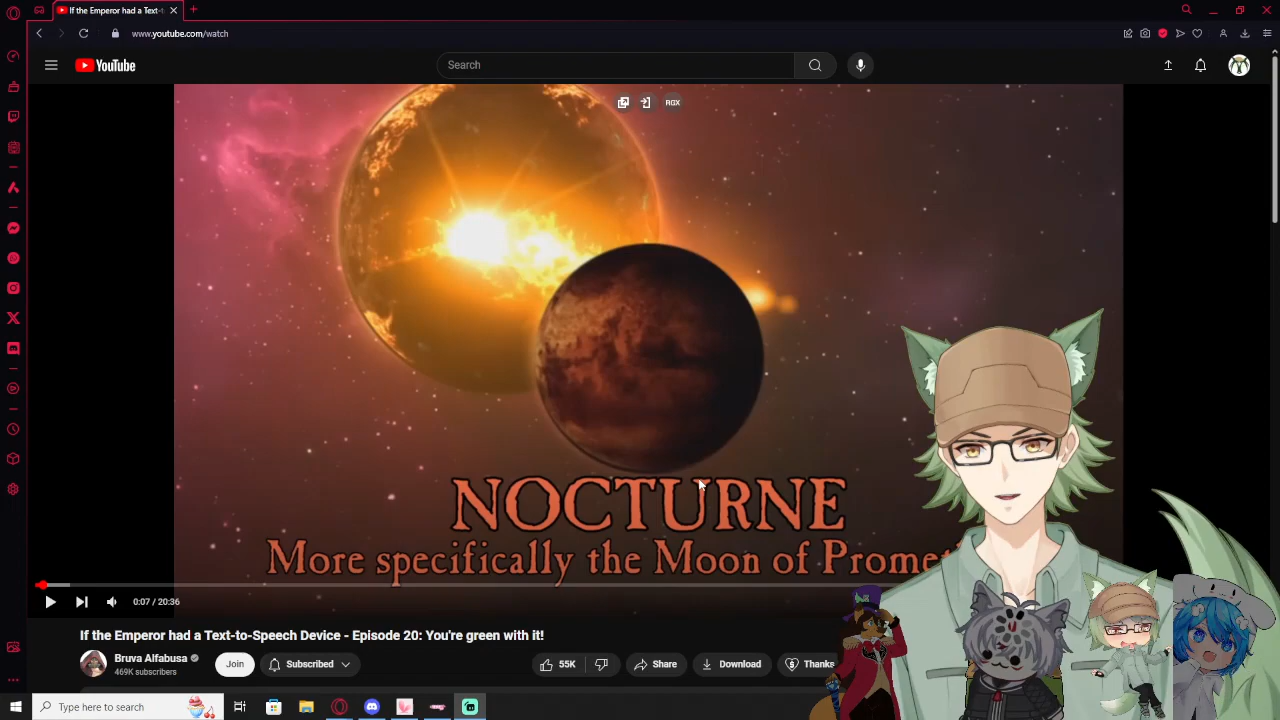 If the Emperor had a Text-t
www.youtube.com/watch
YouTube
Search
RGX
NOCTURNE
More specifically the Moon of Promet
0:07 / 20:36
If the Emperor had a Text-to-Speech Device - Episode 20: You're green with it!
Bruva Alfabusa
469K subscribers
Join
Subscribed
55K
Share
Download
Thanks
Type here to search